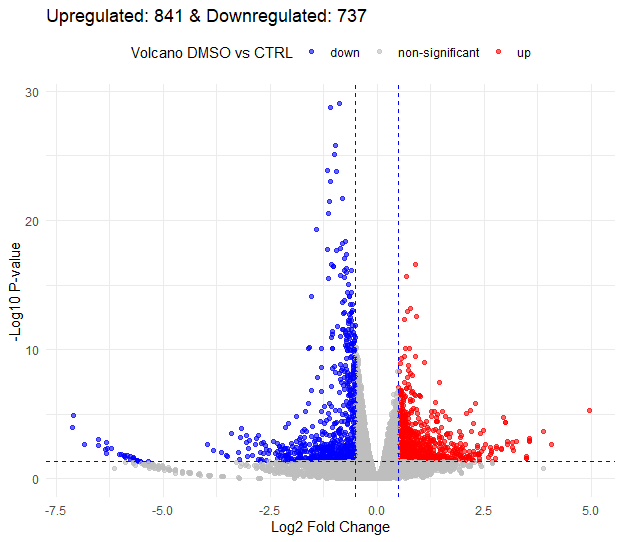 Upregulated: 841 & Downregulated: 737
Volcano DMSO vs CTRL down non-significant up
30
20
10
0
-Log10 P-value
-7.5 -5.0 -2.5 0.0 2.5 5.0
Log2 Fold Change